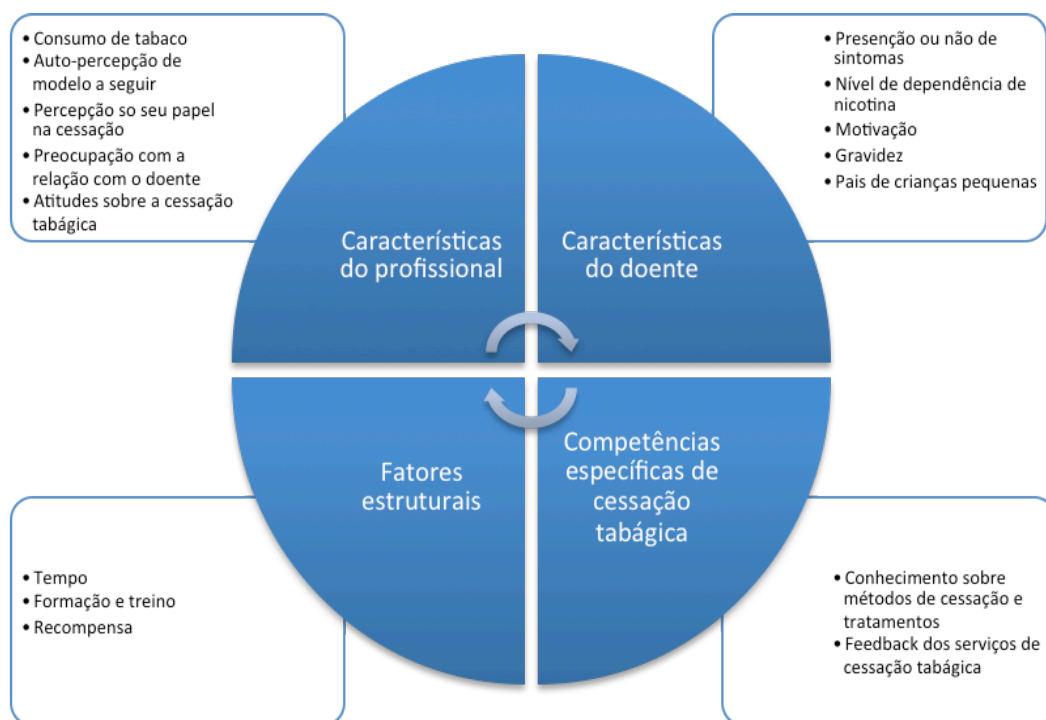 • Consumo de tabaco
• Auto-percepção de
modelo a seguir
• Percepção so seu papel
na cessação
• Preocupação com a
relação com o doente
• Atitudes sobre a cessação
tabágica
• Presenção ou não de
sintomas
• Nível de dependência de
nicotina
• Motivação
• Gravidez
• Pais de crianças pequenas
Característícas
do profissional
Característícas
do doente
Fatores
estruturais
Competências
específicas de
cessação
tabágica
• Tempo
• Formação e treino
• Recompensa
• Conhecimento sobre
métodos de cessação e
tratamentos
• Feedback dos serviços de
cessação tabágica